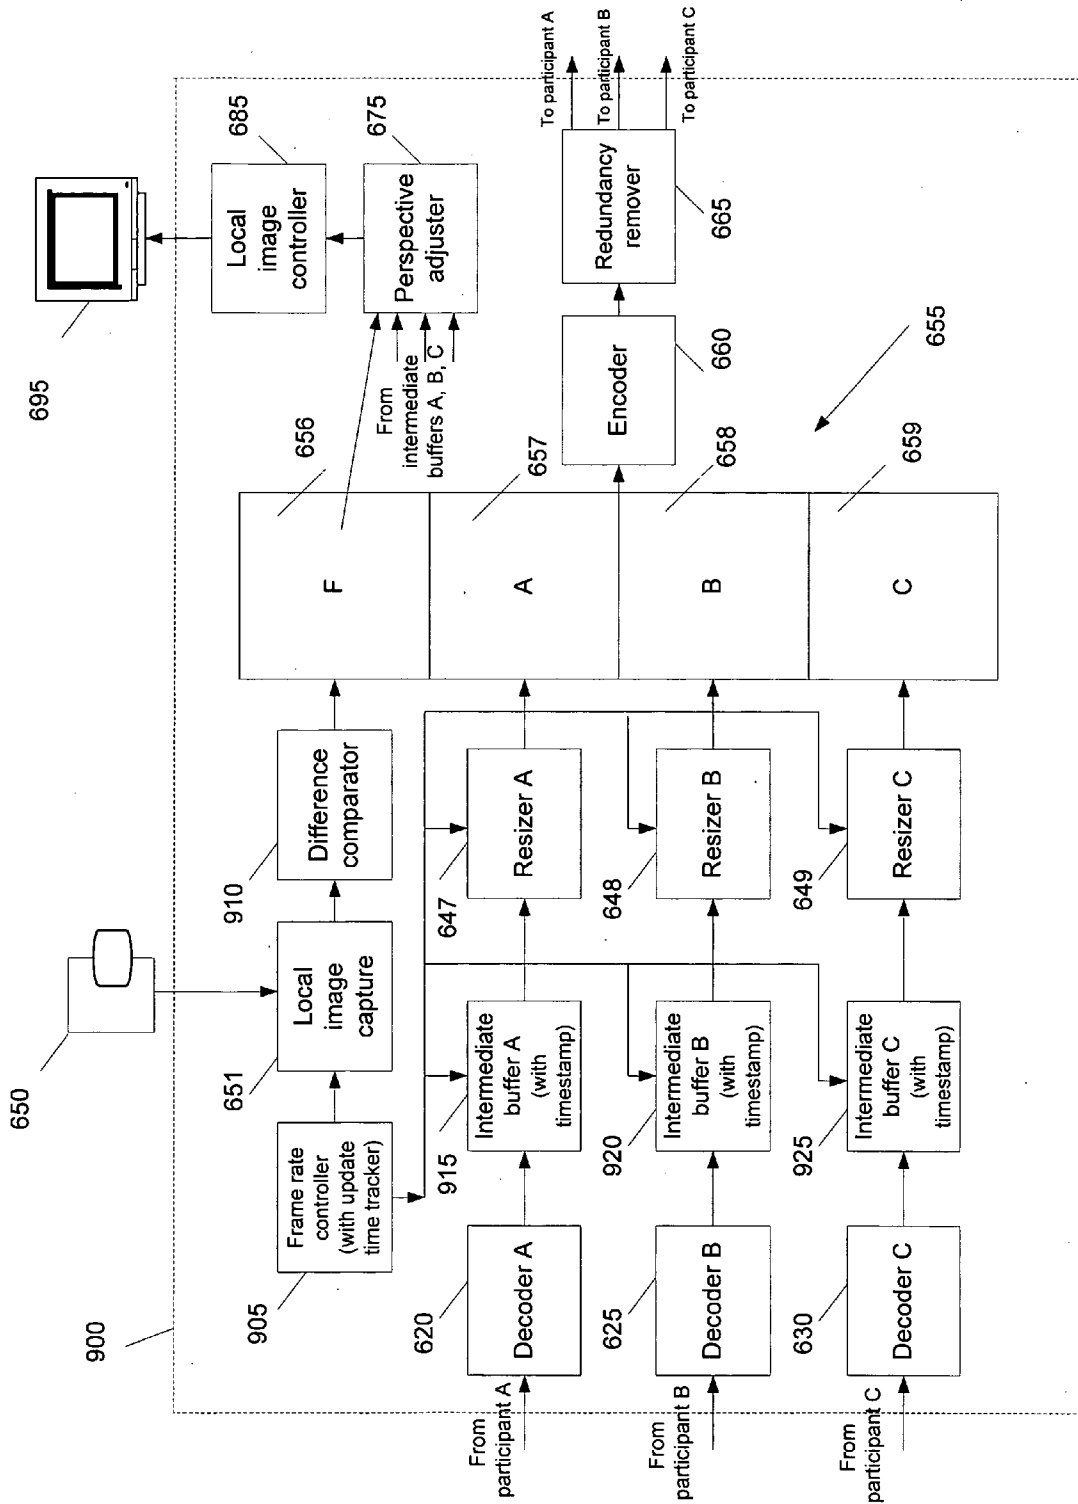 650
900
905
Frame rate
controller
(with update
time tracker)
651
Local
image
capture
910
Difference
comparator
F
656
695
685
Local
image
controller
675
Perspective
adjuster
From
intermediate
buffers A, B, C
From
participant A
620
Decoder A
915
Intermediate
buffer A
(with
timestamp)
647
Resizer A
A
657
From
participant B
625
Decoder B
920
Intermediate
buffer B
(with
timestamp)
648
Resizer B
B
658
Encoder
660
Redundancy
remover
665
To participant A
To participant B
To participant C
From
participant C
630
Decoder C
925
Intermediate
buffer C
(with
timestamp)
649
Resizer C
C
659
655